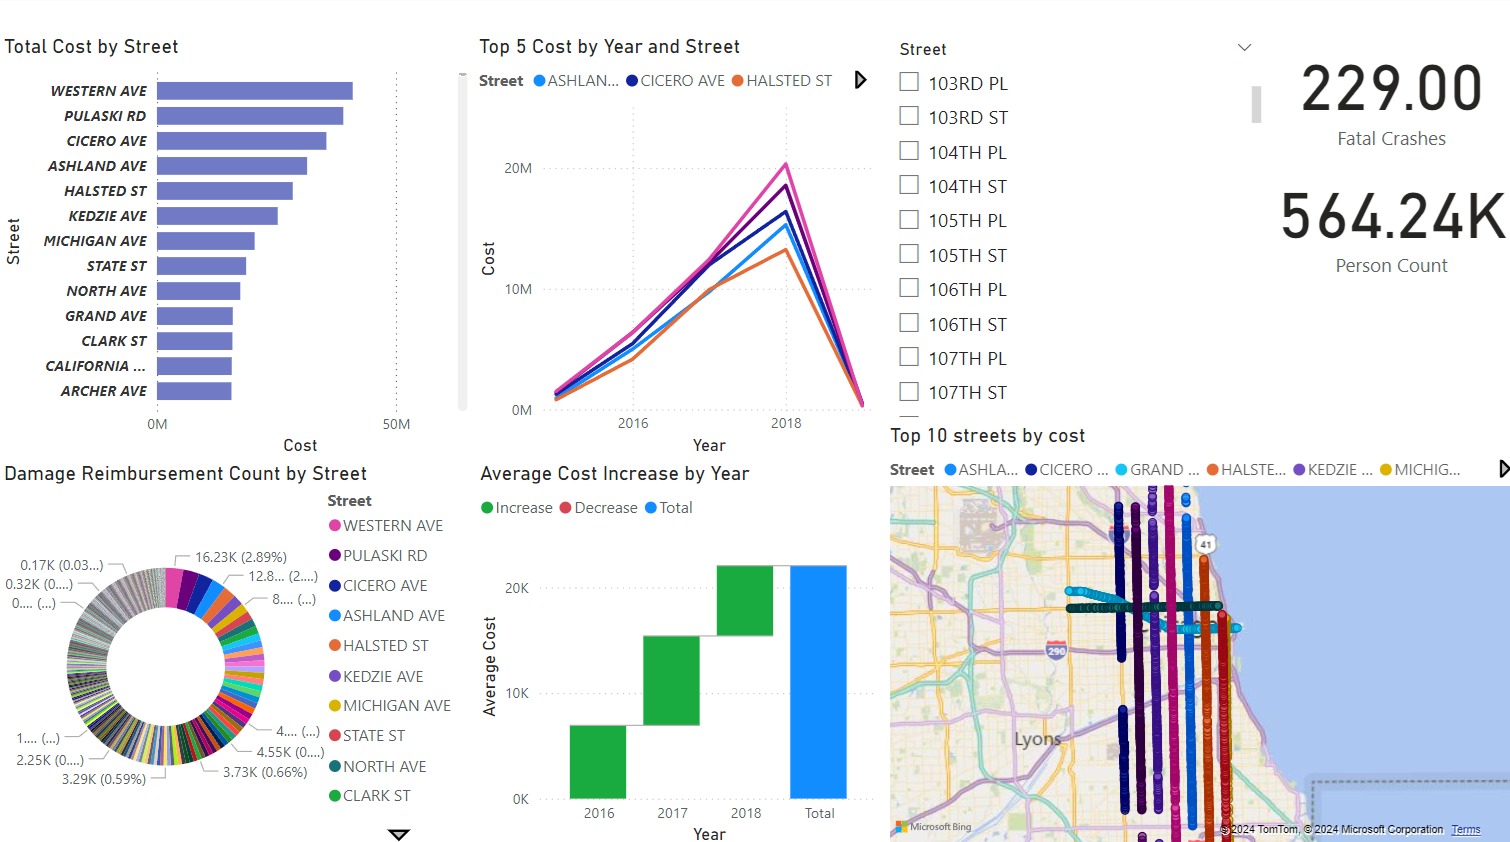 Total Cost by Street
Street
WESTERN AVE
PULASKI RD
CICERO AVE
ASHLAND AVE
HALSTED ST
KEDZIE AVE
MICHIGAN AVE
STATE ST
NORTH AVE
GRAND AVE
CLARK ST
CALIFORNIA ...
ARCHER AVE
0M 50M
Cost
Top 5 Cost by Year and Street
Street ASHLAN... CICERO AVE HALSTED ST
Cost
20M
10M
0M
2016 2018
Year
Street
103RD PL
103RD ST
104TH PL
104TH ST
105TH PL
105TH ST
106TH PL
106TH ST
107TH PL
107TH ST
229.00
Fatal Crashes
564.24K
Person Count
Damage Reimbursement Count by Street
Street
WESTERN AVE
PULASKI RD
CICERO AVE
ASHLAND AVE
HALSTED ST
KEDZIE AVE
MICHIGAN AVE
STATE ST
NORTH AVE
CLARK ST
16.23K (2.89%)
12.8... (2....)
8.... (...)
4.... (...)
4.55K (0....)
3.73K (0.66%)
3.29K (0.59%)
2.25K (0....)
1.... (...)
0.... (...)
0.32K (0....)
0.17K (0.03...)
Average Cost Increase by Year
Increase Decrease Total
Average Cost
20K
10K
0K
2016 2017 2018 Total
Year
Top 10 streets by cost
Street ASHLA... CICERO ... GRAND ... HALSTE... KEDZIE ... MICHIG...
41
290
Lyons
Microsoft Bing
© 2024 TomTom, © 2024 Microsoft Corporation Terms